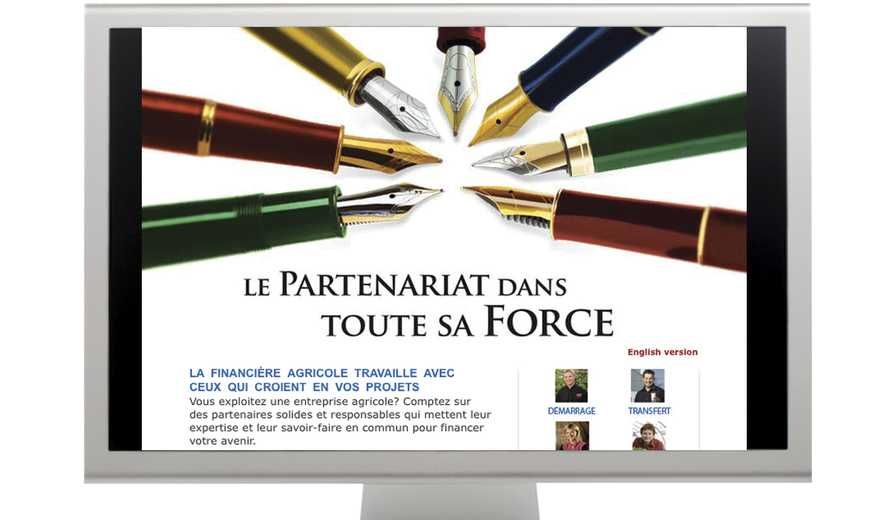 LE PARTENARIAT DANS
TOUTE SA FORCE
English version
LA FINANCIÈRE AGRICOLE TRAVAILLE AVEC
CEUX QUI CROIENT EN VOS PROJETS
Vous exploitez une entreprise agricole? Comptez sur
des partenaires solides et responsables qui mettent leur
expertise et leur savoir-faire en commun pour financer
votre avenir.
DÉMARRAGE
TRANSFERT